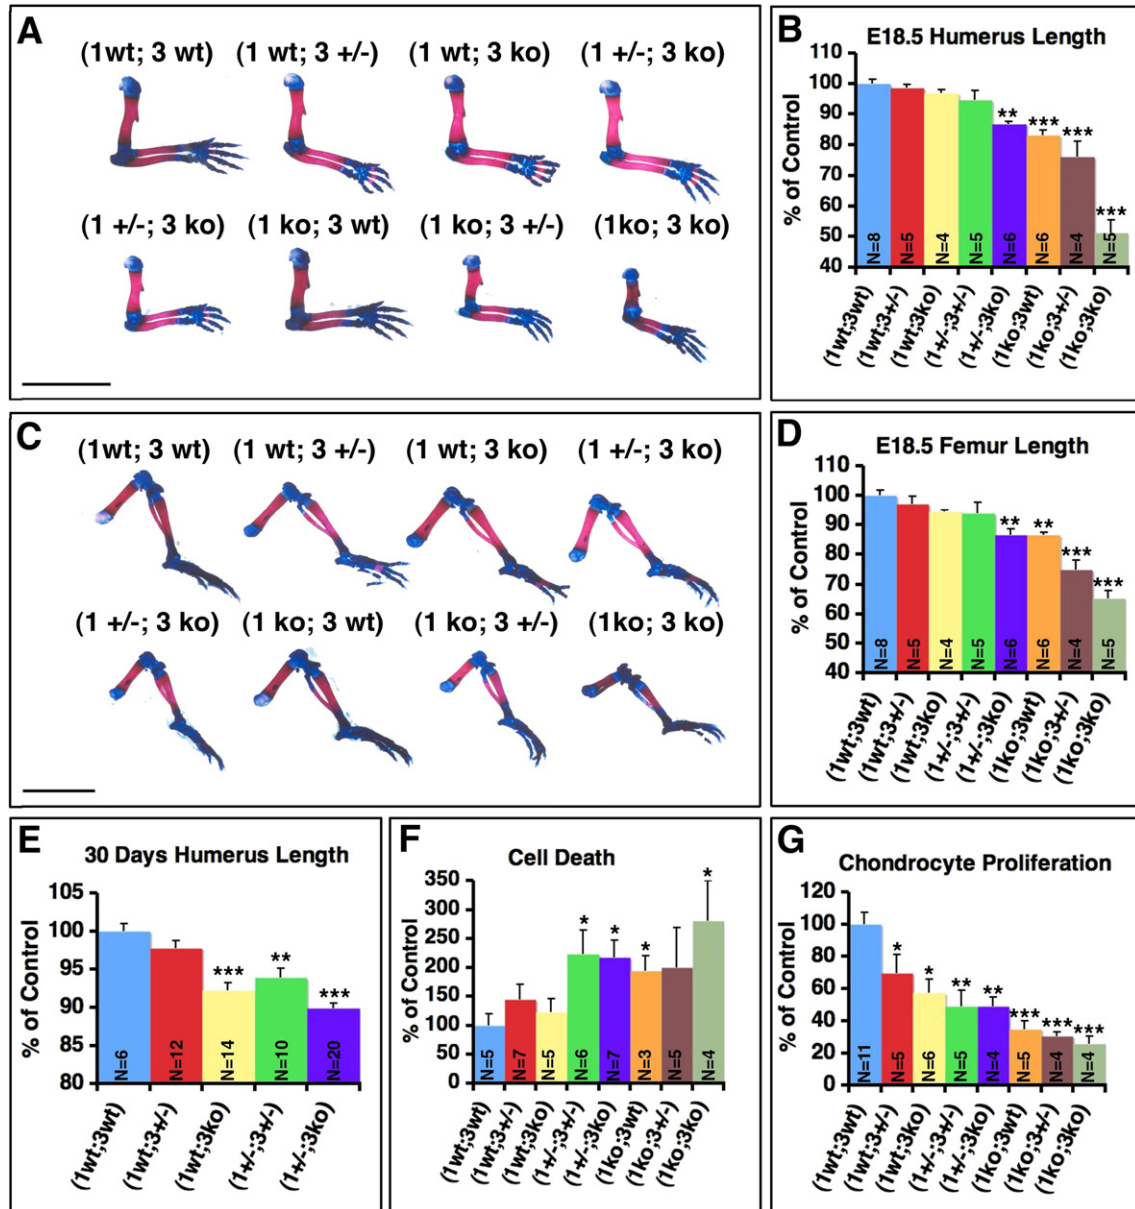 A
(1wt; 3 wt) (1 wt; 3 +/-) (1 wt; 3 ko) (1 +/-; 3 ko)
(1 +/-; 3 ko) (1 ko; 3 wt) (1 ko; 3 +/-) (1ko; 3 ko)
B
E18.5 Humerus Length
% of Control
110
100
90
80
70
60
50
40
** *** *** ***
N=8 N=5 N=4 N=5 N=6 N=6 N=4 N=5
(1wt;3wt) (1wt;3+/-) (1wt;3ko) (1+/-;3+/-) (1+/-;3ko) (1ko;3wt) (1ko;3+/-) (1ko;3ko)
C
(1wt; 3 wt) (1 wt; 3 +/-) (1 wt; 3 ko) (1 +/-; 3 ko)
(1 +/-; 3 ko) (1 ko; 3 wt) (1 ko; 3 +/-) (1ko; 3 ko)
D
E18.5 Femur Length
% of Control
110
100
90
80
70
60
50
40
** ** *** ***
N=8 N=5 N=4 N=5 N=6 N=6 N=4 N=5
(1wt;3wt) (1wt;3+/-) (1wt;3ko) (1+/-;3+/-) (1+/-;3ko) (1ko;3wt) (1ko;3+/-) (1ko;3ko)
E
30 Days Humerus Length
% of Control
105
100
95
90
85
80
*** ** ***
N=6 N=12 N=14 N=10 N=20
(1wt;3wt) (1wt;3+/-) (1wt;3ko) (1+/-;3+/-) (1+/-;3ko)
F
Cell Death
% of Control
350
300
250
200
150
100
50
0
* * * *
N=5 N=7 N=5 N=6 N=7 N=3 N=5 N=4
(1wt;3wt) (1wt;3+/-) (1wt;3ko) (1+/-;3+/-) (1+/-;3ko) (1ko;3wt) (1ko;3+/-) (1ko;3ko)
G
Chondrocyte Proliferation
% of Control
120
100
80
60
40
20
0
* * ** ** *** *** ***
N=11 N=5 N=6 N=5 N=4 N=5 N=4 N=4
(1wt;3wt) (1wt;3+/-) (1wt;3ko) (1+/-;3+/-) (1+/-;3ko) (1ko;3wt) (1ko;3+/-) (1ko;3ko)